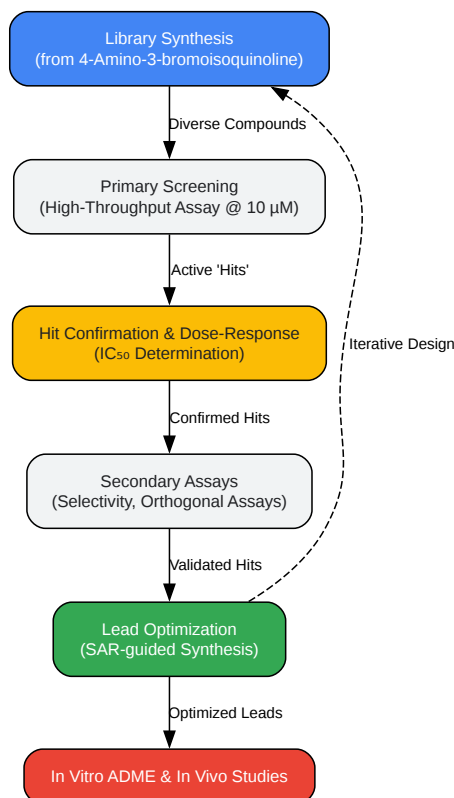 Library Synthesis
(from 4-Amino-3-bromoisoquinoline)
Diverse Compounds
Primary Screening
(High-Throughput Assay @ 10 µM)
Active 'Hits'
Hit Confirmation & Dose-Response
(IC₅₀ Determination)
Iterative Design
Confirmed Hits
Secondary Assays
(Selectivity, Orthogonal Assays)
Validated Hits
Lead Optimization
(SAR-guided Synthesis)
Optimized Leads
In Vitro ADME & In Vivo Studies